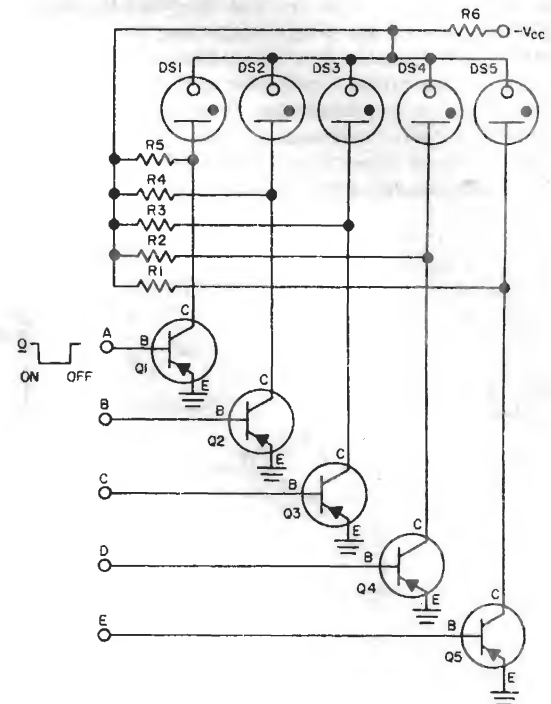 R6
-VCC
DS1 DS2 DS3 DS4 DS5
R5
R4
R3
R2
R1
0
ON OFF
A B C Q1 E
B B C Q2 E
C B C Q3 E
D B C Q4 E
E B C Q5 E